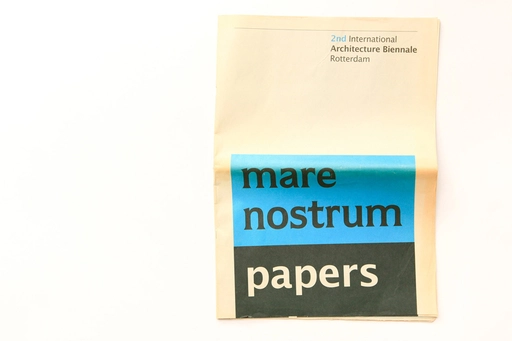 2nd International
Architecture Biennale
Rotterdam
mare
nostrum
papers